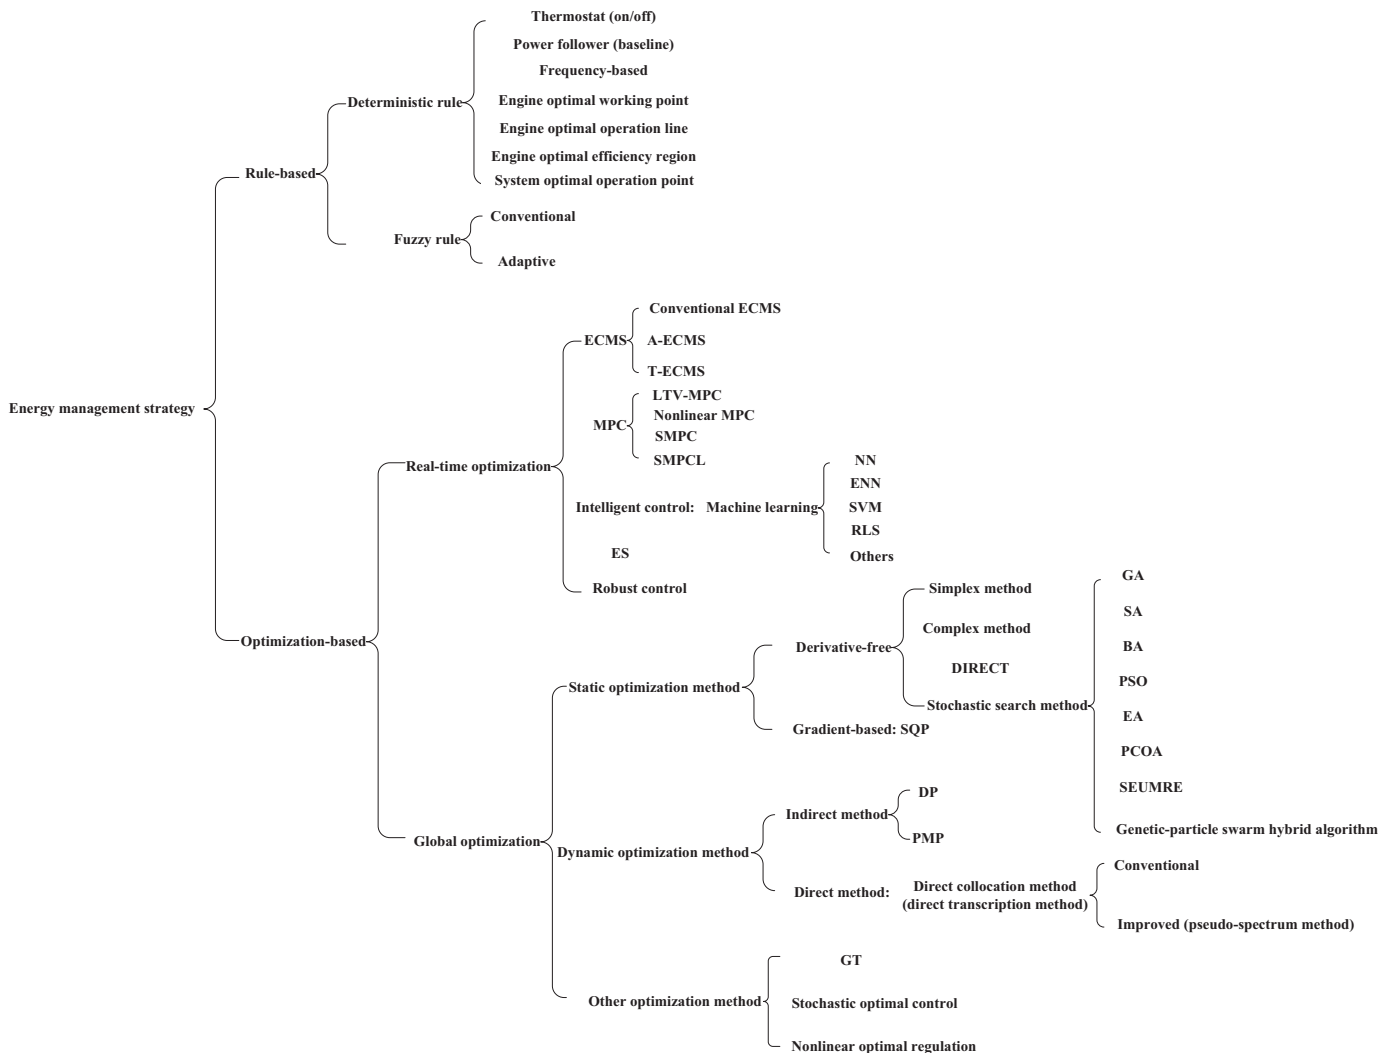 Energy management strategy
Rule-based
Deterministic rule
Thermostat (on/off)
Power follower (baseline)
Frequency-based
Engine optimal working point
Engine optimal operation line
Engine optimal efficiency region
System optimal operation point
Fuzzy rule
Conventional
Adaptive
Optimization-based
Real-time optimization
ECMS
Conventional ECMS
A-ECMS
T-ECMS
MPC
LTV-MPC
Nonlinear MPC
SMPC
SMPCL
Intelligent control: Machine learning
NN
ENN
SVM
RLS
Others
ES
Robust control
Global optimization
Static optimization method
Derivative-free
Simplex method
Complex method
DIRECT
Stochastic search method
GA
SA
BA
PSO
EA
PCOA
SEUMRE
Genetic-particle swarm hybrid algorithm
Gradient-based: SQP
Dynamic optimization method
Indirect method
DP
PMP
Direct method:
Direct collocation method
(direct transcription method)
Conventional
Improved (pseudo-spectrum method)
Other optimization method
GT
Stochastic optimal control
Nonlinear optimal regulation